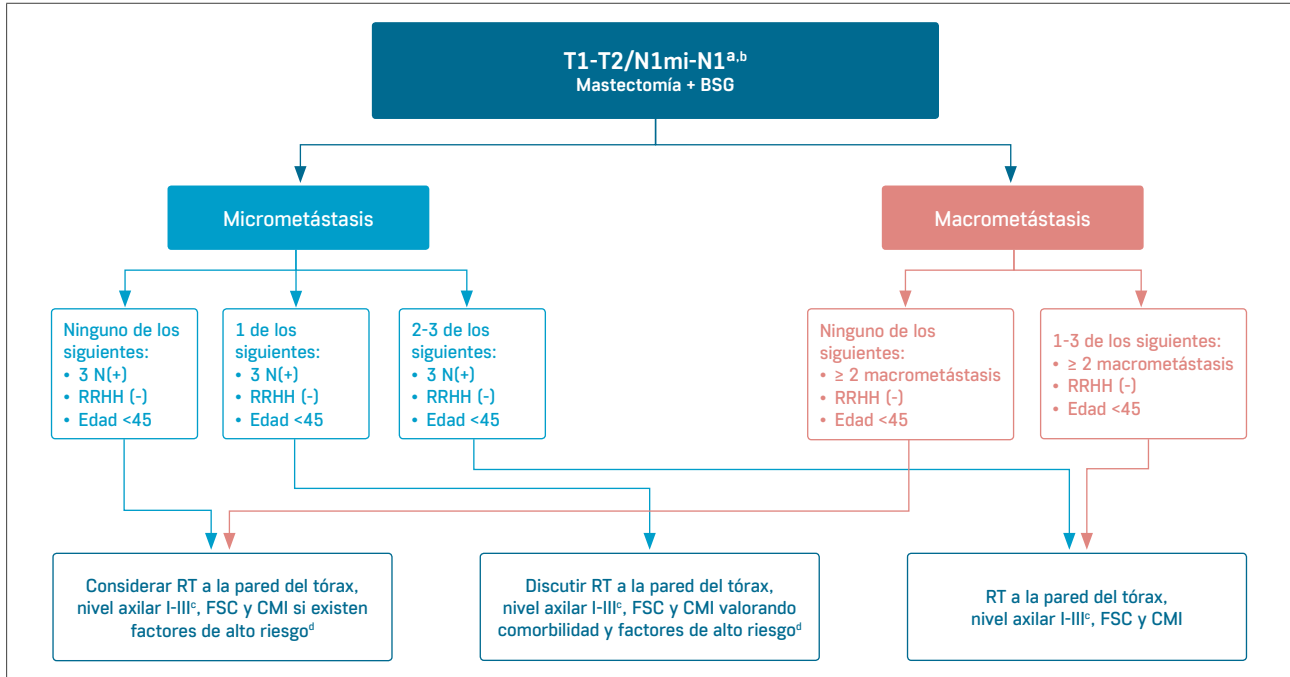 T1-T2/N1mi-N1a,b
Mastectomía + BSG
Micrometástasis
Macrometástasis
Ninguno de los
siguientes:
• 3 N(+)
• RRHH (-)
• Edad <45
1 de los
siguientes:
• 3 N(+)
• RRHH (-)
• Edad <45
2-3 de los
siguientes:
• 3 N(+)
• RRHH (-)
• Edad <45
Ninguno de los
siguientes:
• ≥ 2 macrometástasis
• RRHH (-)
• Edad <45
1-3 de los siguientes:
• ≥ 2 macrometástasis
• RRHH (-)
• Edad <45
Considerar RT a la pared del tórax,
nivel axilar I-IIIc, FSC y CMI si existen
factores de alto riesgod
Discutir RT a la pared del tórax,
nivel axilar I-IIIc, FSC y CMI valorando
comorbilidad y factores de alto riesgod
RT a la pared del tórax,
nivel axilar I-IIIc, FSC y CMI